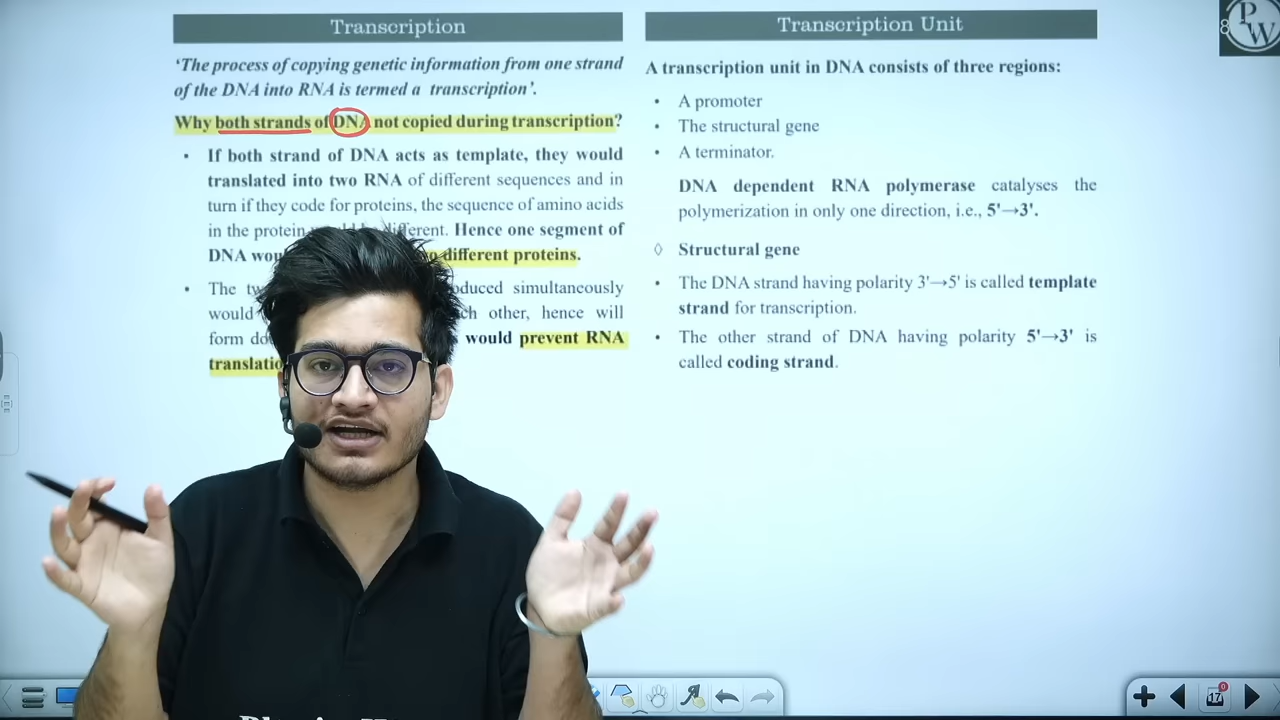 Transcription
'The process of copying genetic information from one strand
of the DNA into RNA is termed a transcription'.
Why both strands of DNA not copied during transcription?
• If both strand of DNA acts as template, they would
translated into two RNA of different sequences and in
turn if they code for proteins, the sequence of amino acids
in the protein different. Hence one segment of
DNA different proteins.
• The simultaneously
would other, hence will
form would prevent RNA
Transcription Unit
A transcription unit in DNA consists of three regions:
• A promoter
• The structural gene
• A terminator.
DNA dependent RNA polymerase catalyses the
polymerization in only one direction, i.e., 5'→3'.
◊ Structural gene
• The DNA strand having polarity 3'→5' is called template
strand for transcription.
• The other strand of DNA having polarity 5'→3' is
called coding strand.
PW
8
17
0